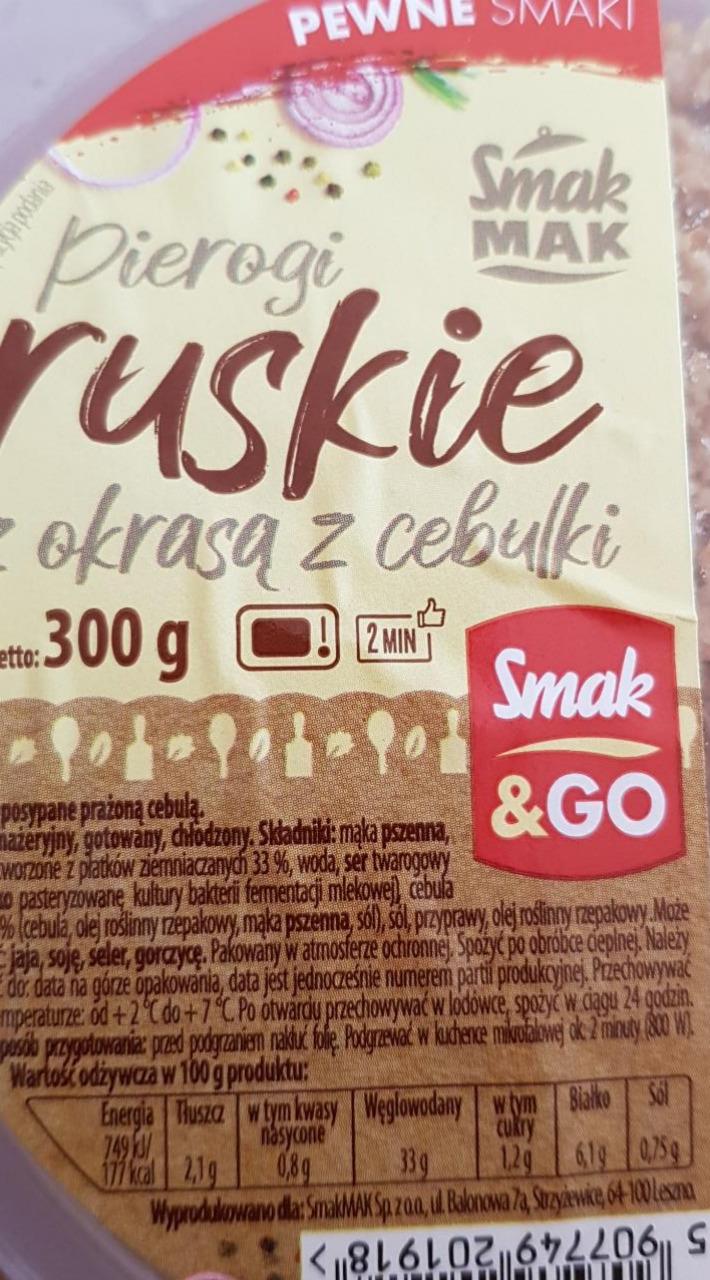 PEWNE SMAKI
Smak
MAK
Pierogi
ruskie
z okrasą z cebulki
etto: 300 g
! 2 MIN
Smak
&GO
posypane prażoną cebulą.
gotowany, chłodzony. Składniki: mąka pszenna,
worzone z płatków ziemniaczanych 33 %, woda, ser twarogowy
pasteryzowane, kultury bakterii fermentacji mlekowej), cebula
% (cebula, olej roślinny rzepakowy, mąka pszenna, sól), sól, przyprawy, olej roślinny rzepakowy. Może
jaja, soję, seler, gorczycę. Pakowany w atmosferze ochronnej. Spożyć po obróbce cieplnej. Należy
do: data na górze opakowania, data jest jednocześnie numerem partii produkcyjnej. Przechowywać
mperaturze: od +2°C do +7°C. Po otwarciu przechowywać w lodówce, spożyć w ciągu 24 godzin.
posób przygotowania: przed podgrzaniem nakłuć folię. Podgrzewać w kuchence mikrofalowej ok. 2 minuty (800 W).
Wartość odżywcza w 100 g produktu:
Energia Tłuszcz w tym kwasy nasycone Węglowodany w tym cukry Białko Sól
749 kJ/
177 kcal 2,1 g 0,8 g 33 g 1,2 g 6,1 g 0,75 g
Wyprodukowano dla: SmakMAK Sp. z o.o., ul. Balonowa 7a, Strzyżewice, 64-100 Leszno
5 907749 201918 >